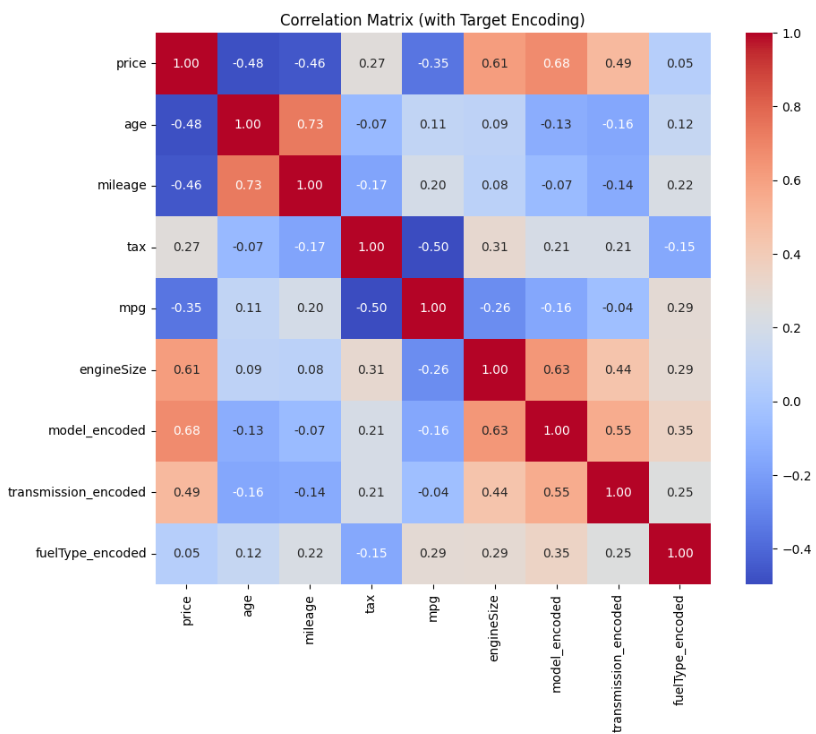 Correlation Matrix (with Target Encoding)
price 1.00 -0.48 -0.46 0.27 -0.35 0.61 0.68 0.49 0.05
age -0.48 1.00 0.73 -0.07 0.11 0.09 -0.13 -0.16 0.12
mileage -0.46 0.73 1.00 -0.17 0.20 0.08 -0.07 -0.14 0.22
tax 0.27 -0.07 -0.17 1.00 -0.50 0.31 0.21 0.21 -0.15
mpg -0.35 0.11 0.20 -0.50 1.00 -0.26 -0.16 -0.04 0.29
engineSize 0.61 0.09 0.08 0.31 -0.26 1.00 0.63 0.44 0.29
model_encoded 0.68 -0.13 -0.07 0.21 -0.16 0.63 1.00 0.55 0.35
transmission_encoded 0.49 -0.16 -0.14 0.21 -0.04 0.44 0.55 1.00 0.25
fuelType_encoded 0.05 0.12 0.22 -0.15 0.29 0.29 0.35 0.25 1.00
price
age
mileage
tax
mpg
engineSize
model_encoded
transmission_encoded
fuelType_encoded
1.0
0.8
0.6
0.4
0.2
0.0
−0.2
−0.4